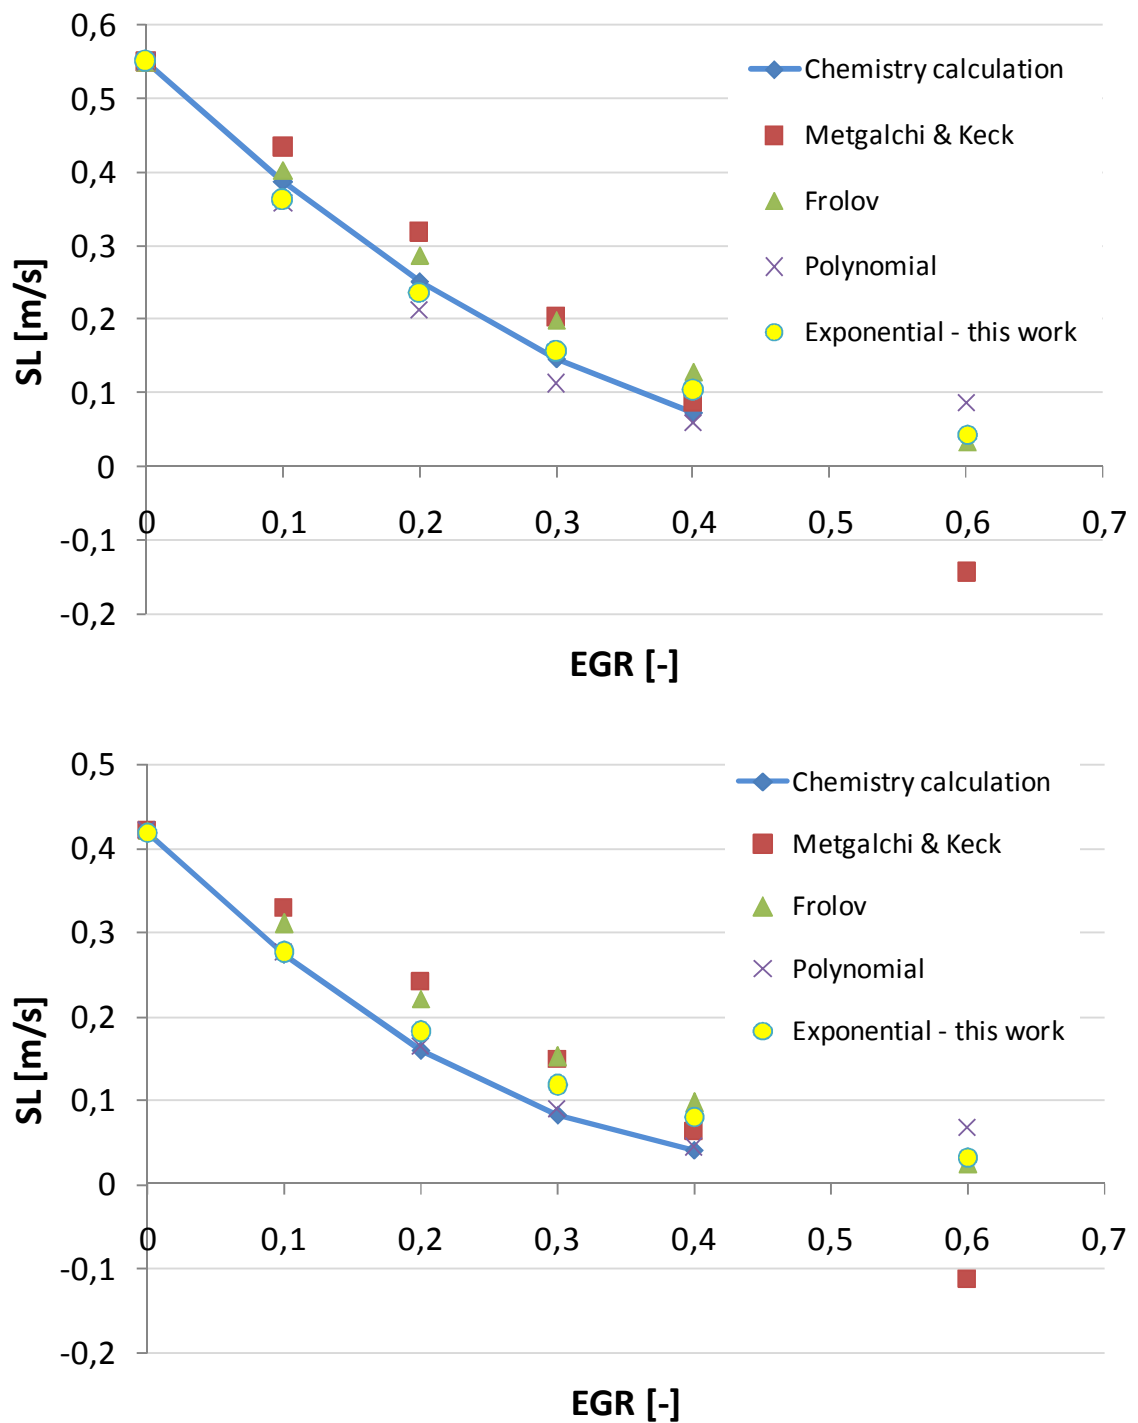 0,6
0,5
0,4
0,3
0,2
0,1
0
-0,1
-0,2
SL [m/s]
0 0,1 0,2 0,3 0,4 0,5 0,6 0,7
EGR [-]
Chemistry calculation
Metgalchi & Keck
Frolov
Polynomial
Exponential - this work
0,5
0,4
0,3
0,2
0,1
0
-0,1
-0,2
SL [m/s]
0 0,1 0,2 0,3 0,4 0,5 0,6 0,7
EGR [-]
Chemistry calculation
Metgalchi & Keck
Frolov
Polynomial
Exponential - this work